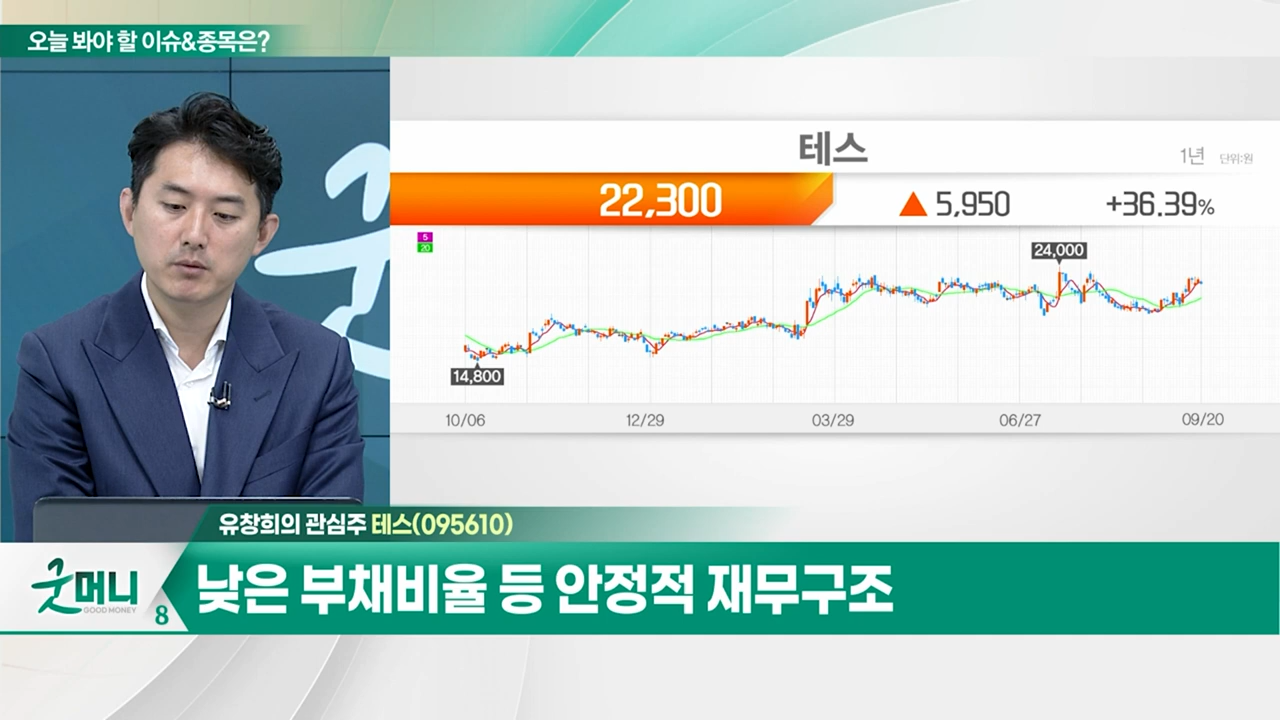 오늘 봐야 할 이슈&종목은?
테스
1년 단위:원
22,300 ▲ 5,950 +36.39%
5
20
24,000
14,800
10/06 12/29 03/29 06/27 09/20
유창희의 관심주 테스(095610)
굿머니
GOOD MONEY
8
낮은 부채비율 등 안정적 재무구조